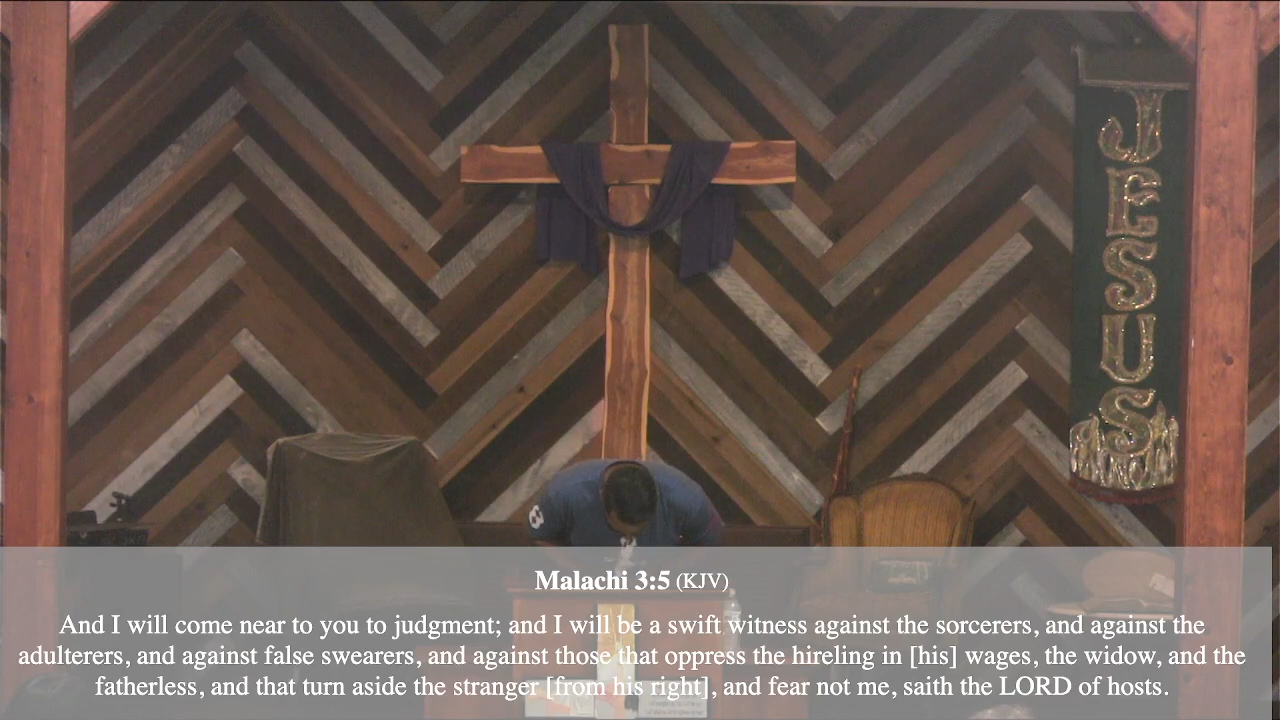 JESUS
Malachi 3:5 (KJV)
And I will come near to you to judgment; and I will be a swift witness against the sorcerers, and against the
adulterers, and against false swearers, and against those that oppress the hireling in [his] wages, the widow, and the
fatherless, and that turn aside the stranger [from his right], and fear not me, saith the LORD of hosts.